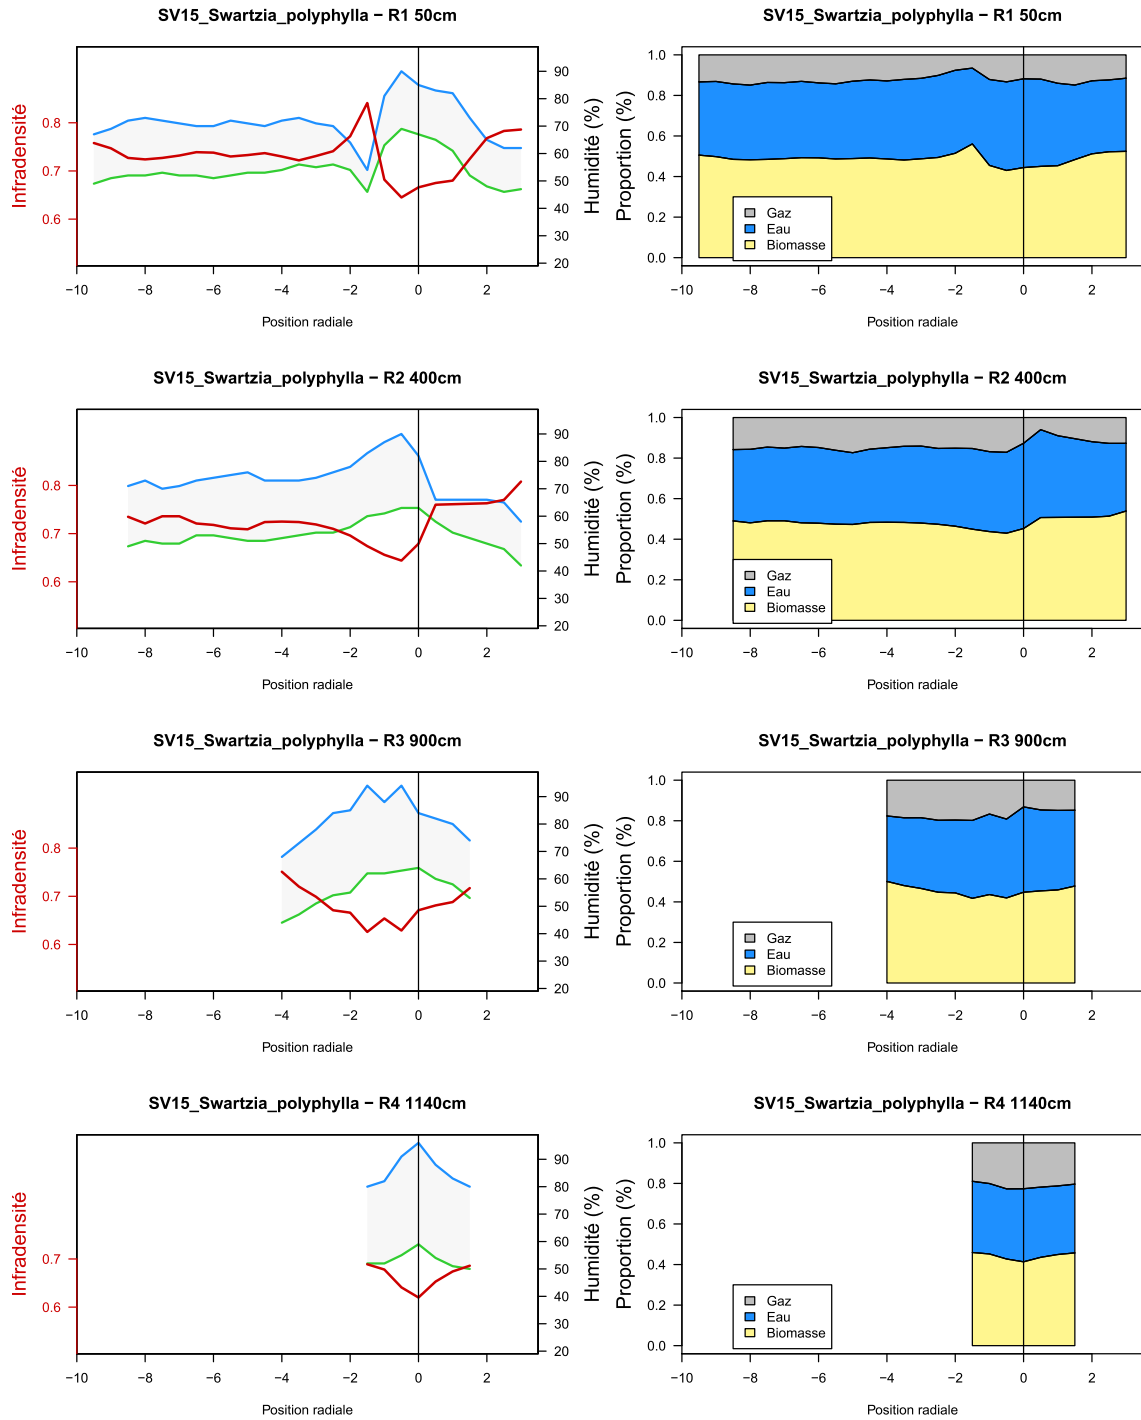 SV15_Swartzia_polyphylla − R1 50cm
Infradensité
0.8
0.7
0.6
90
80
70
60
50
40
30
20
Humidité (%)
−10 −8 −6 −4 −2 0 2
Position radiale
SV15_Swartzia_polyphylla − R1 50cm
Proportion (%)
1.0
0.8
0.6
0.4
0.2
0.0
Gaz
Eau
Biomasse
−10 −8 −6 −4 −2 0 2
Position radiale
SV15_Swartzia_polyphylla − R2 400cm
Infradensité
0.8
0.7
0.6
90
80
70
60
50
40
30
20
Humidité (%)
−10 −8 −6 −4 −2 0 2
Position radiale
SV15_Swartzia_polyphylla − R2 400cm
Proportion (%)
1.0
0.8
0.6
0.4
0.2
0.0
Gaz
Eau
Biomasse
−10 −8 −6 −4 −2 0 2
Position radiale
SV15_Swartzia_polyphylla − R3 900cm
Infradensité
0.8
0.7
0.6
90
80
70
60
50
40
30
20
Humidité (%)
−10 −8 −6 −4 −2 0 2
Position radiale
SV15_Swartzia_polyphylla − R3 900cm
Proportion (%)
1.0
0.8
0.6
0.4
0.2
0.0
Gaz
Eau
Biomasse
−10 −8 −6 −4 −2 0 2
Position radiale
SV15_Swartzia_polyphylla − R4 1140cm
Infradensité
0.7
0.6
90
80
70
60
50
40
30
20
Humidité (%)
−10 −8 −6 −4 −2 0 2
Position radiale
SV15_Swartzia_polyphylla − R4 1140cm
Proportion (%)
1.0
0.8
0.6
0.4
0.2
0.0
Gaz
Eau
Biomasse
−10 −8 −6 −4 −2 0 2
Position radiale